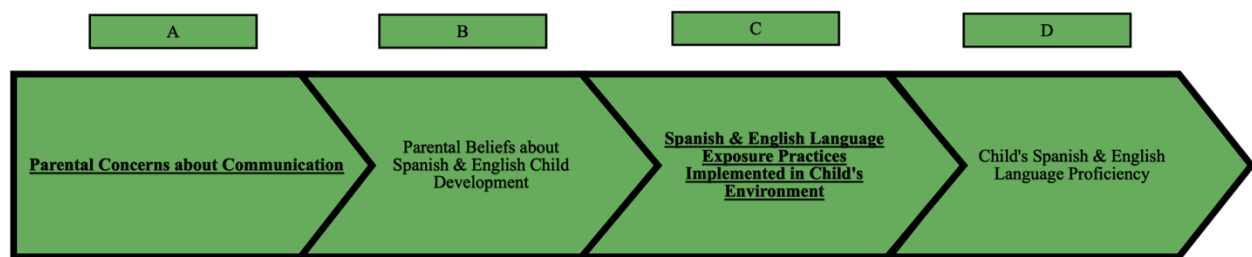 A
B
C
D
Parental Concerns about Communication
Parental Beliefs about
Spanish & English Child
Development
Spanish & English Language
Exposure Practices
Implemented in Child's
Environment
Child's Spanish & English
Language Proficiency